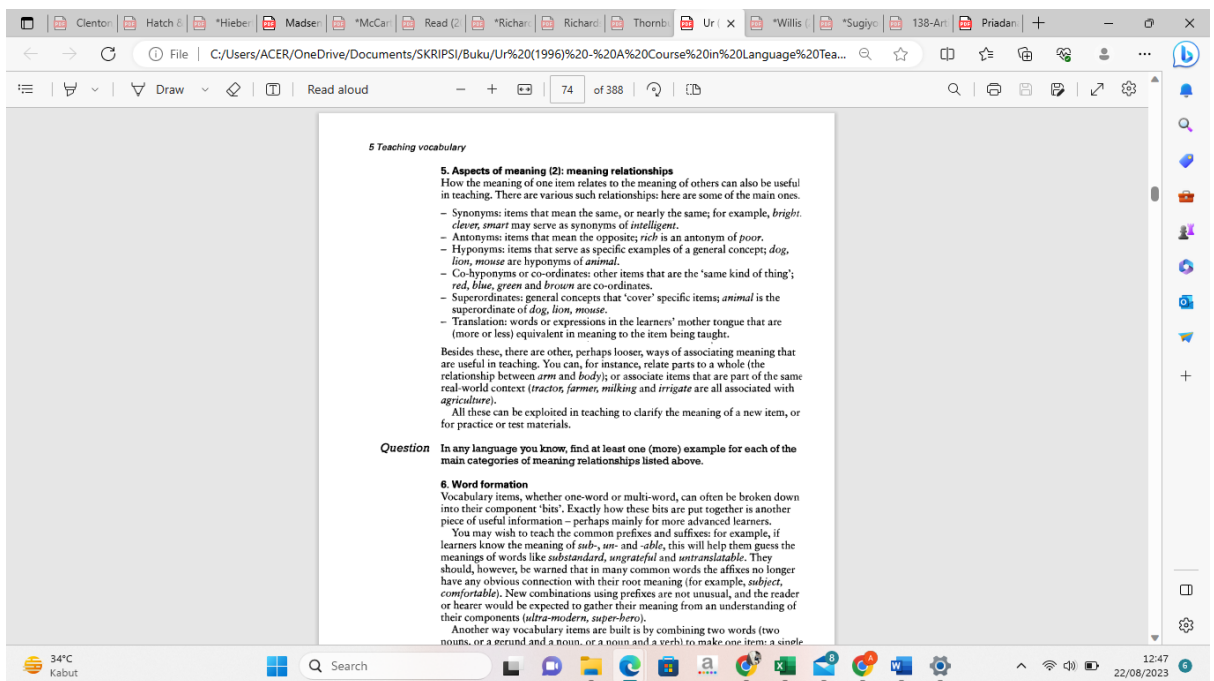 Clenton
Hatch &
*Hieber
Madsen
*McCar
Read (2
*Richar
Richard
Thornb
Ur (
*Willis (
*Sugiyo
138-Art
Priadan
File
C:/Users/ACER/OneDrive/Documents/SKRIPSI/Buku/Ur%20(1996)%20-%20A%20Course%20in%20Language%20Tea...
Draw
Read aloud
74 of 388
5 Teaching vocabulary
5. Aspects of meaning (2): meaning relationships
How the meaning of one item relates to the meaning of others can also be useful
in teaching. There are various such relationships: here are some of the main ones.
– Synonyms: items that mean the same, or nearly the same; for example, bright,
clever, smart may serve as synonyms of intelligent.
– Antonyms: items that mean the opposite; rich is an antonym of poor.
– Hyponyms: items that serve as specific examples of a general concept; dog,
lion, mouse are hyponyms of animal.
– Co-hyponyms or co-ordinates: other items that are the ‘same kind of thing’;
red, blue, green and brown are co-ordinates.
– Superordinates: general concepts that ‘cover’ specific items; animal is the
superordinate of dog, lion, mouse.
– Translation: words or expressions in the learners’ mother tongue that are
(more or less) equivalent in meaning to the item being taught.
Besides these, there are other, perhaps looser, ways of associating meaning that
are useful in teaching. You can, for instance, relate parts to a whole (the
relationship between arm and body); or associate items that are part of the same
real-world context (tractor, farmer, milking and irrigate are all associated with
agriculture).
All these can be exploited in teaching to clarify the meaning of a new item, or
for practice or test materials.
Question In any language you know, find at least one (more) example for each of the
main categories of meaning relationships listed above.
6. Word formation
Vocabulary items, whether one-word or multi-word, can often be broken down
into their component ‘bits’. Exactly how these bits are put together is another
piece of useful information – perhaps mainly for more advanced learners.
You may wish to teach the common prefixes and suffixes: for example, if
learners know the meaning of sub-, un- and -able, this will help them guess the
meanings of words like substandard, ungrateful and untranslatable. They
should, however, be warned that in many common words the affixes no longer
have any obvious connection with their root meaning (for example, subject,
comfortable). New combinations using prefixes are not unusual, and the reader
or hearer would be expected to gather their meaning from an understanding of
their components (ultra-modern, super-hero).
Another way vocabulary items are built is by combining two words (two
nouns, or a gerund and a noun, or a noun and a verb) to make one item: a single
34°C
Kabut
Search
a
8
12:47
22/08/2023
6